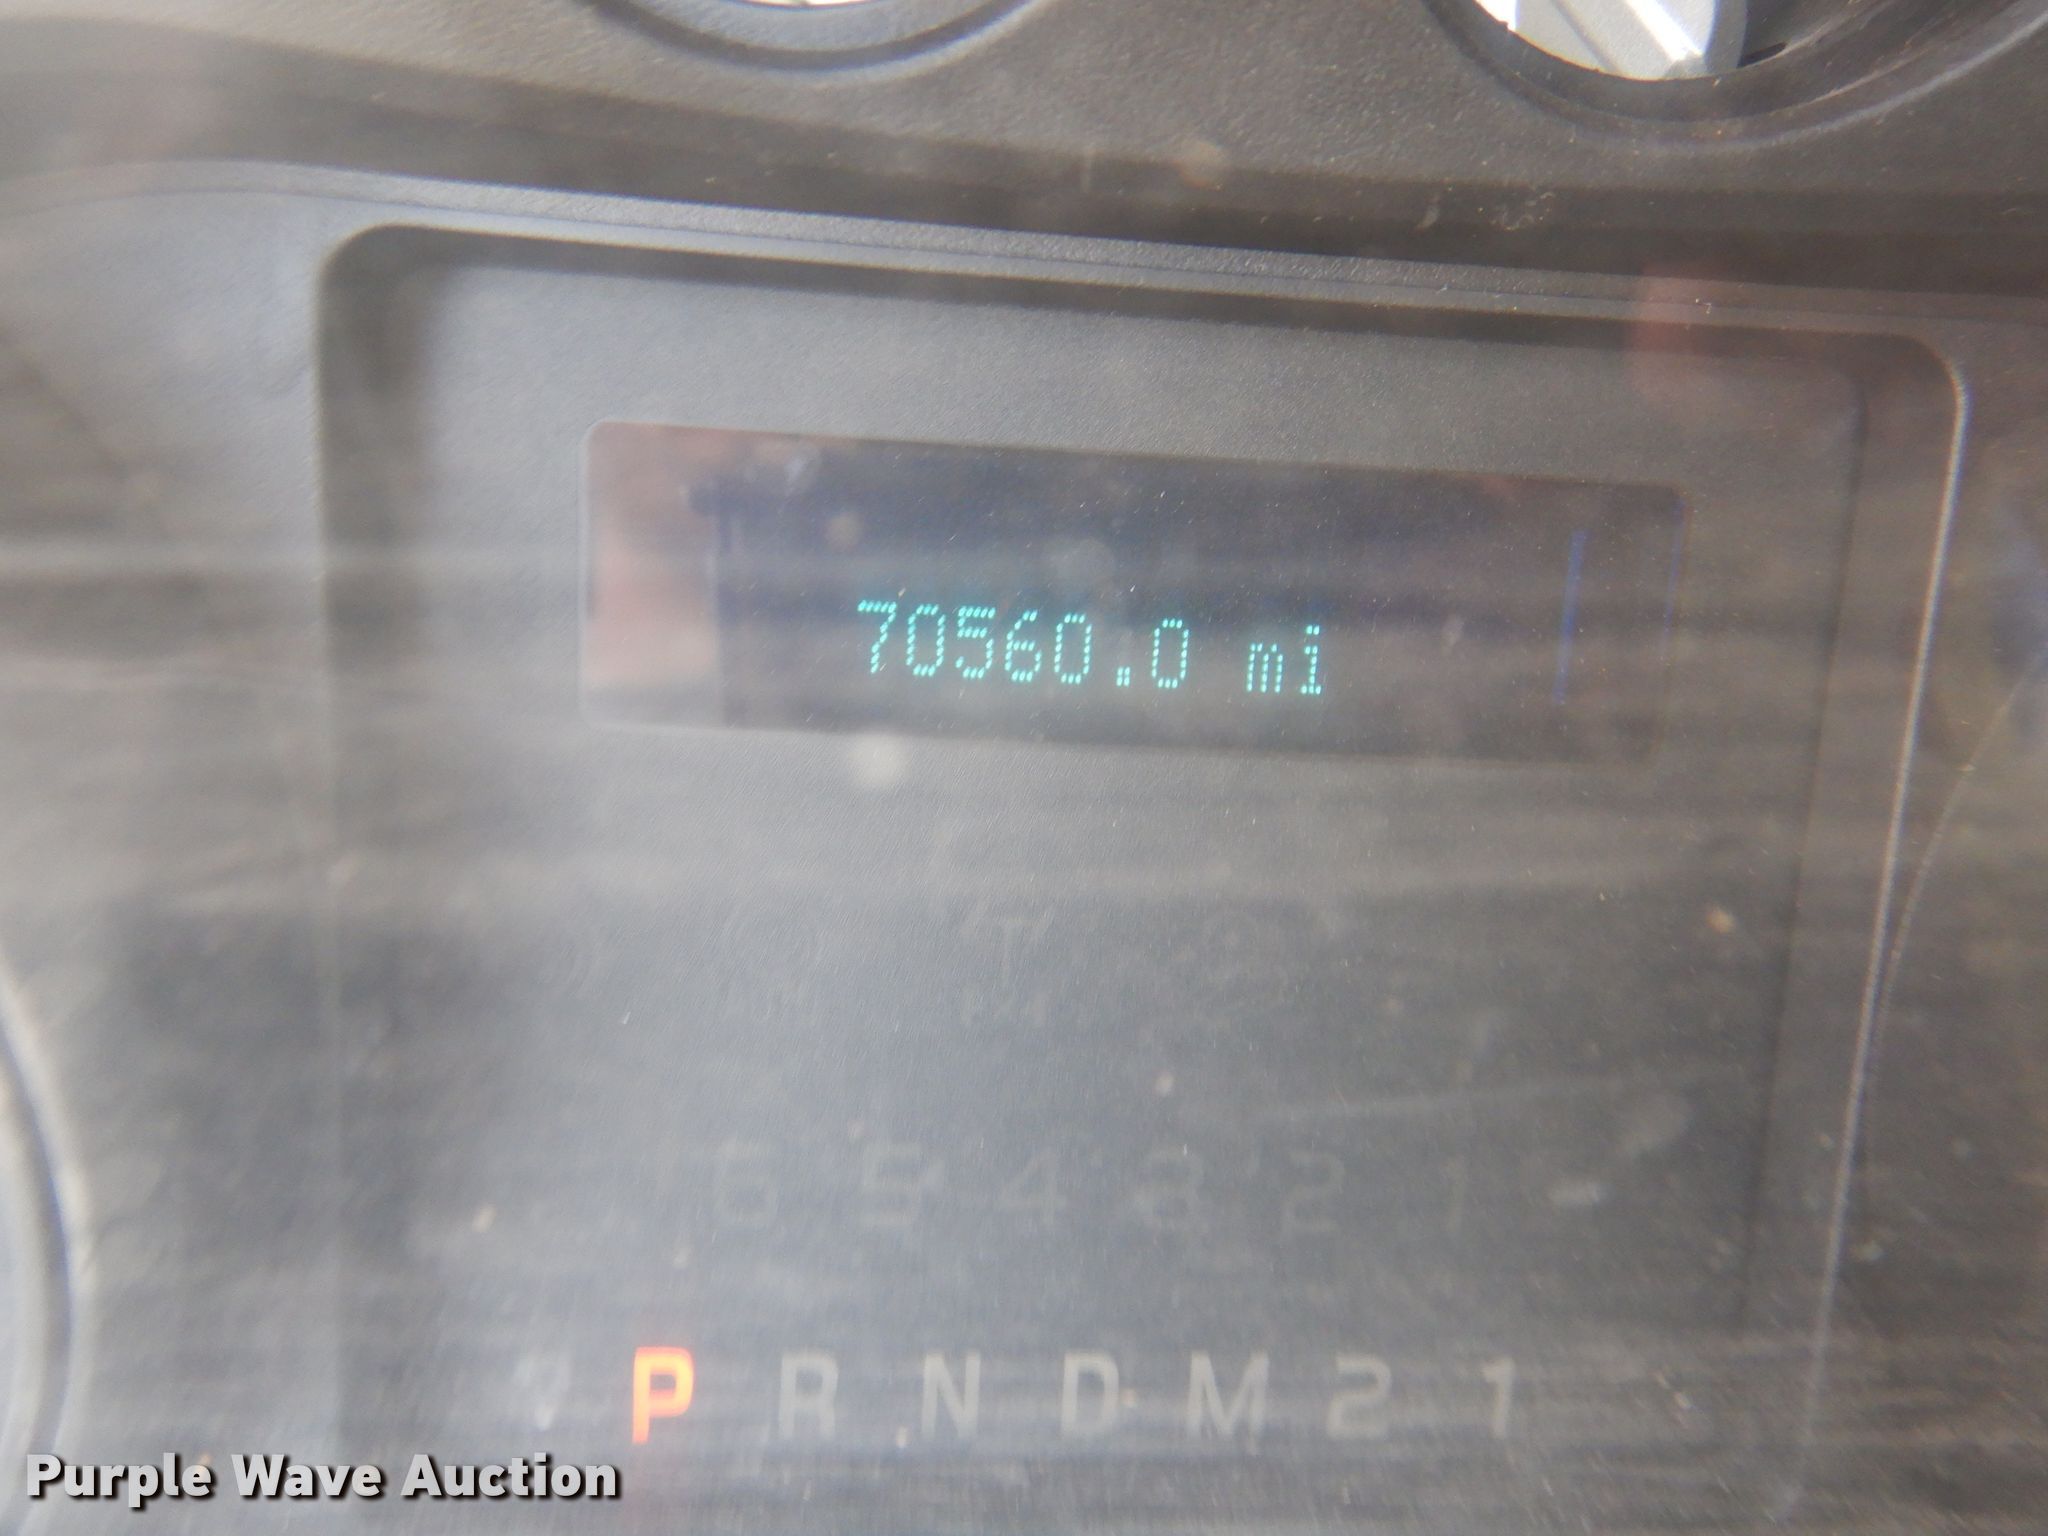 70560.0 mi
6 5 4 3 2 1
P R N D M 2 1
Purple Wave Auction